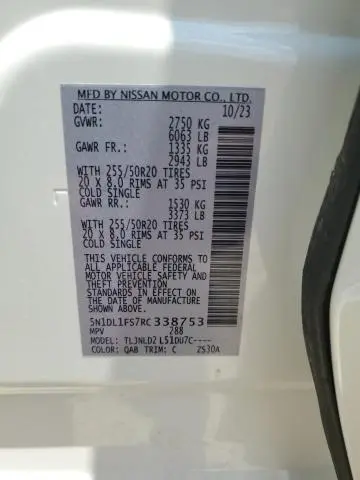 MFD BY NISSAN MOTOR CO., LTD.
DATE: 10/23
GVWR: 2750 KG
6063 LB
GAWR FR.: 1335 KG
2943 LB
WITH 255/50R20 TIRES
20 X 8.0 RIMS AT 35 PSI
COLD SINGLE
GAWR RR.: 1530 KG
3373 LB
WITH 255/50R20 TIRES
20 X 8.0 RIMS AT 35 PSI
COLD SINGLE
THIS VEHICLE CONFORMS TO
ALL APPLICABLE FEDERAL
MOTOR VEHICLE SAFETY AND
THEFT PREVENTION
STANDARDS IN EFFECT ON
THE DATE OF MANUFACTURE
SHOWN ABOVE.
5N1DL1FS7RC338753
MPV 288
MODEL: TLJNLD2 L51DU7C----
COLOR: QAB TRIM: C ZS30A